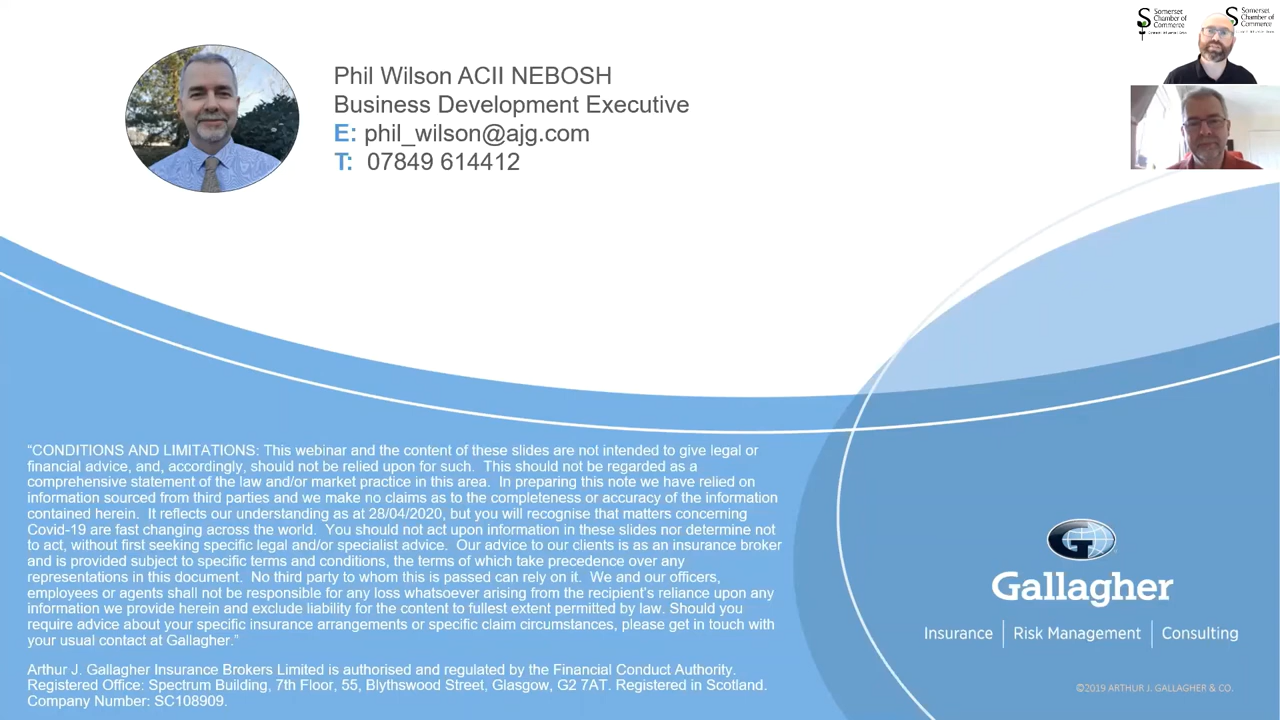 Phil Wilson ACII NEBOSH
Business Development Executive
E: phil_wilson@ajg.com
T: 07849 614412
Somerset
Chamber of
Commerce
Somerset
Chamber of
Commerce
“CONDITIONS AND LIMITATIONS: This webinar and the content of these slides are not intended to give legal or
financial advice, and, accordingly, should not be relied upon for such. This should not be regarded as a
comprehensive statement of the law and/or market practice in this area. In preparing this note we have relied on
information sourced from third parties and we make no claims as to the completeness or accuracy of the information
contained herein. It reflects our understanding as at 28/04/2020, but you will recognise that matters concerning
Covid-19 are fast changing across the world. You should not act upon information in these slides nor determine not
to act, without first seeking specific legal and/or specialist advice. Our advice to our clients is as an insurance broker
and is provided subject to specific terms and conditions, the terms of which take precedence over any
representations in this document. No third party to whom this is passed can rely on it. We and our officers,
employees or agents shall not be responsible for any loss whatsoever arising from the recipient’s reliance upon any
information we provide herein and exclude liability for the content to fullest extent permitted by law. Should you
require advice about your specific insurance arrangements or specific claim circumstances, please get in touch with
your usual contact at Gallagher.”
Arthur J. Gallagher Insurance Brokers Limited is authorised and regulated by the Financial Conduct Authority.
Registered Office: Spectrum Building, 7th Floor, 55, Blythswood Street, Glasgow, G2 7AT. Registered in Scotland.
Company Number: SC108909.
G
Gallagher
Insurance | Risk Management | Consulting
©2019 ARTHUR J. GALLAGHER & CO.